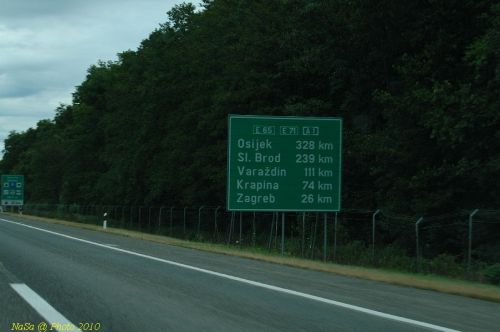 E 65 E 71 A 1
Osijek 328 km
Sl. Brod 239 km
Varaždin 111 km
Krapina 74 km
Zagreb 26 km
NaSa @ Photo 2010